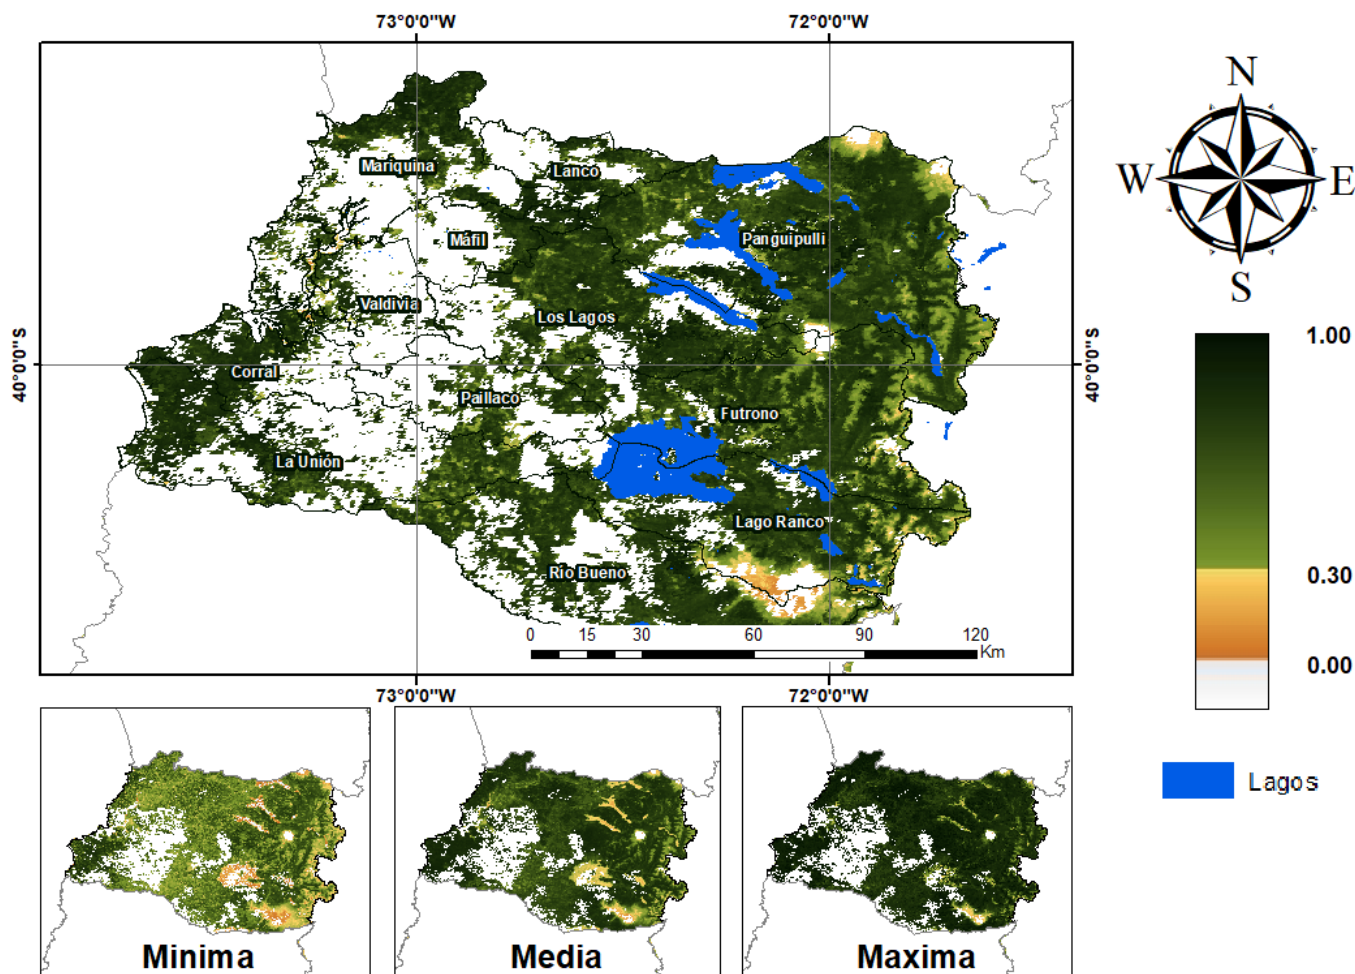 73°0'0"W
72°0'0"W
N
W
E
S
Mariquina
Lanco
Máfil
Panguipulli
Valdivia
Los Lagos
40°0'0"S
40°0'0"S
Corral
Paillaco
Futrono
La Unión
Lago Ranco
Río Bueno
0 15 30 60 90 120
Km
73°0'0"W
72°0'0"W
1.00
0.30
0.00
Lagos
Minima
Media
Maxima